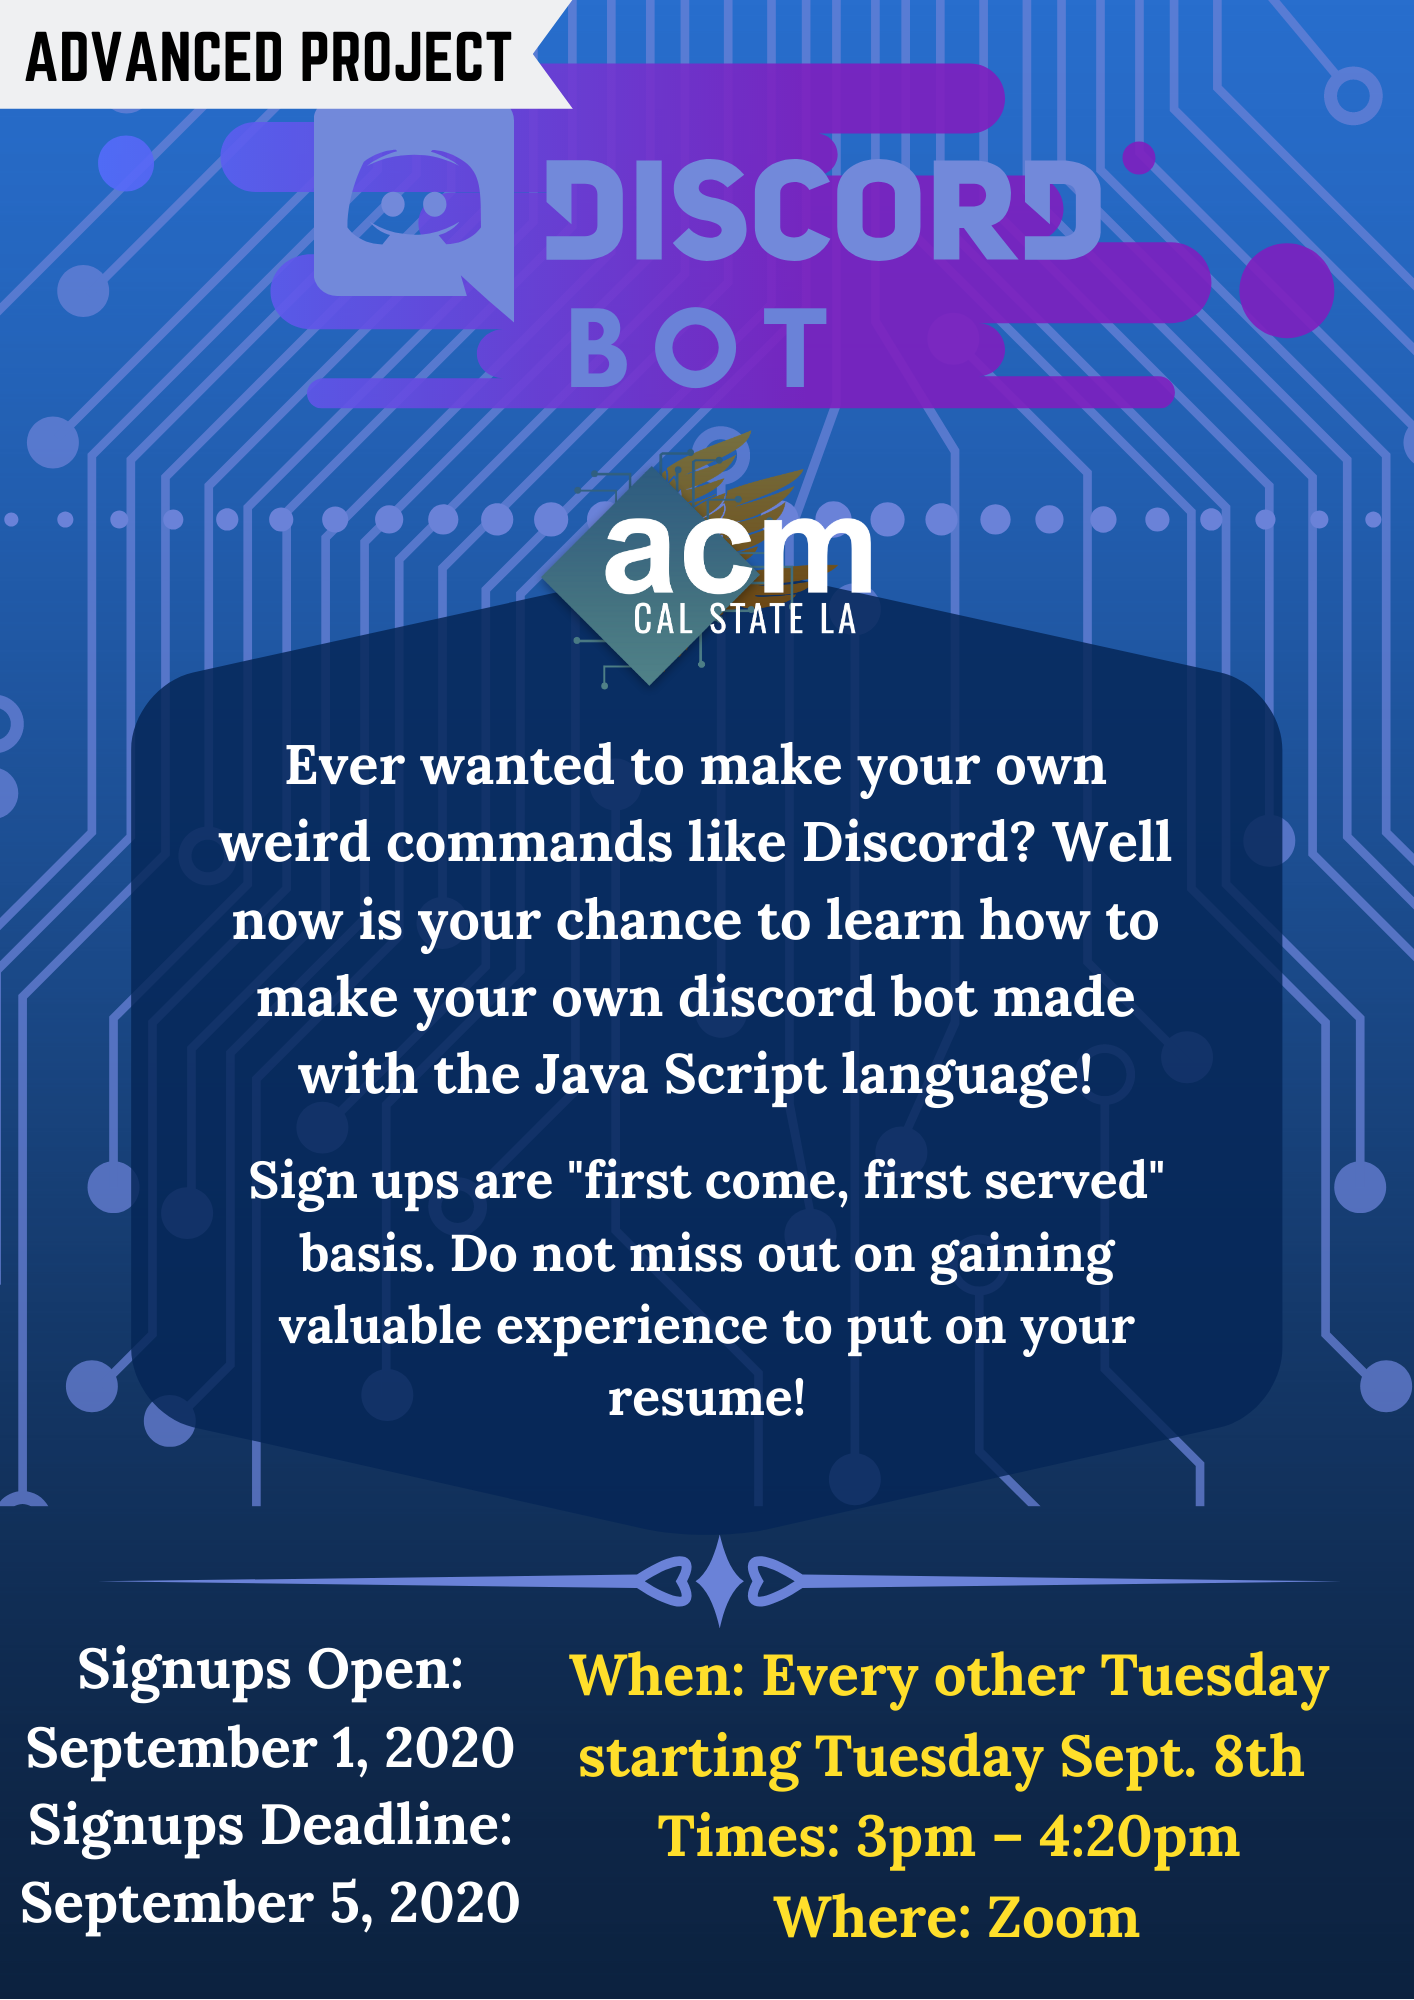 ADVANCED PROJECT
DISCORD
BOT
acm
CAL STATE LA
Ever wanted to make your own
weird commands like Discord? Well
now is your chance to learn how to
make your own discord bot made
with the Java Script language!
Sign ups are "first come, first served"
basis. Do not miss out on gaining
valuable experience to put on your
resume!
Signups Open:
September 1, 2020
Signups Deadline:
September 5, 2020
When: Every other Tuesday
starting Tuesday Sept. 8th
Times: 3pm – 4:20pm
Where: Zoom